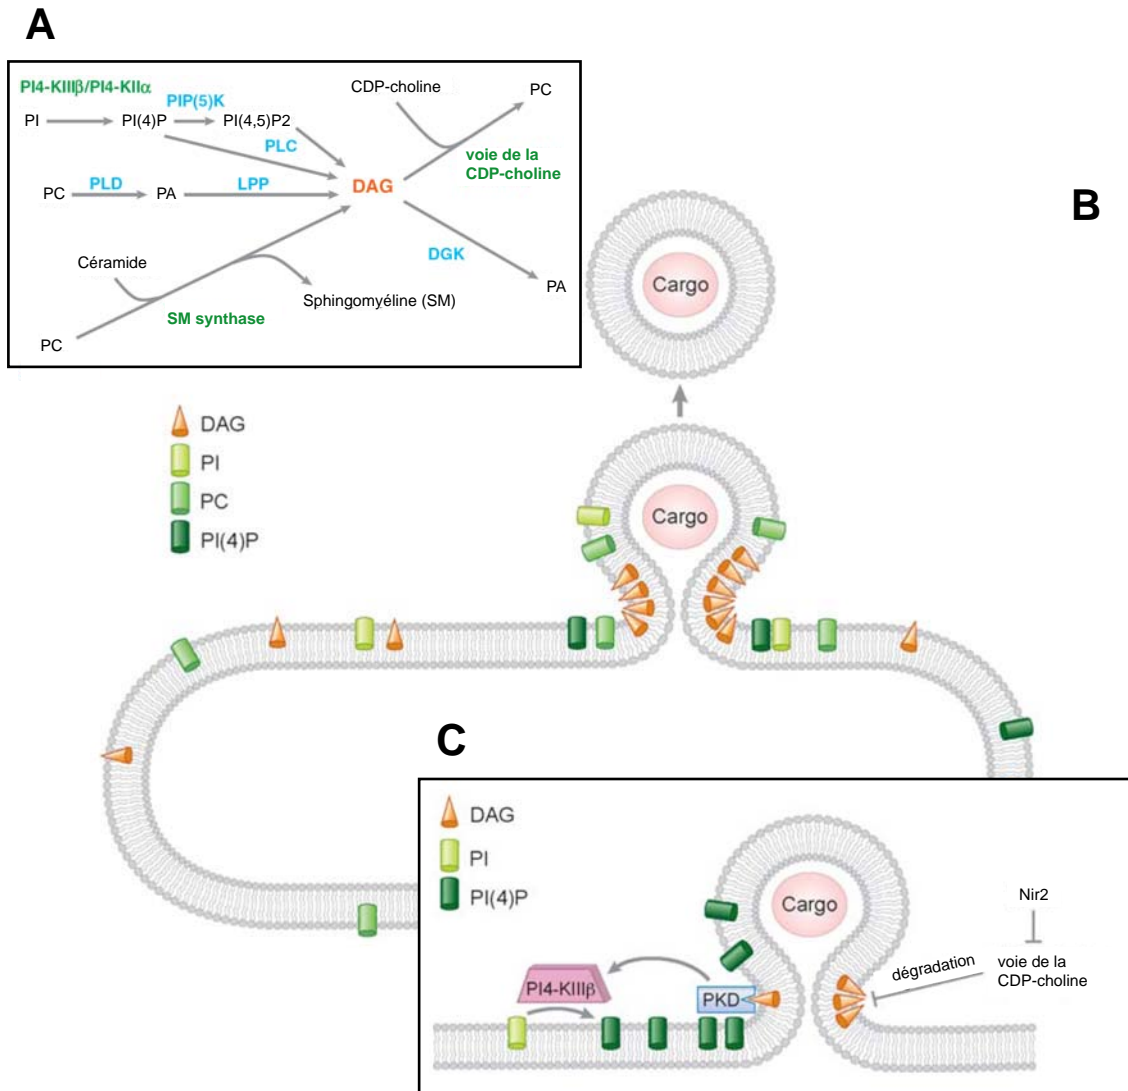 A
PI4-KIIIβ/PI4-KIIα
PIP(5)K
PI
PI(4)P
PI(4,5)P2
PLC
CDP-choline
PC
voie de la
CDP-choline
PC
PLD
PA
LPP
DAG
DGK
PA
Céramide
Sphingomyéline (SM)
SM synthase
PC
B
Cargo
DAG
PI
PC
PI(4)P
Cargo
C
DAG
PI
PI(4)P
Cargo
Nir2
dégradation
voie de la
CDP-choline
PI4-KIIIβ
PKD